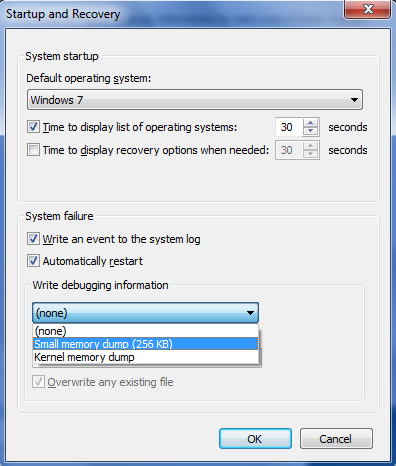 Startup and Recovery
System startup
Default operating system:
Windows 7
Time to display list of operating systems: 30 seconds
Time to display recovery options when needed: 30 seconds
System failure
Write an event to the system log
Automatically restart
Write debugging information
(none)
(none)
Small memory dump (256 KB)
Kernel memory dump
Overwrite any existing file
OK Cancel